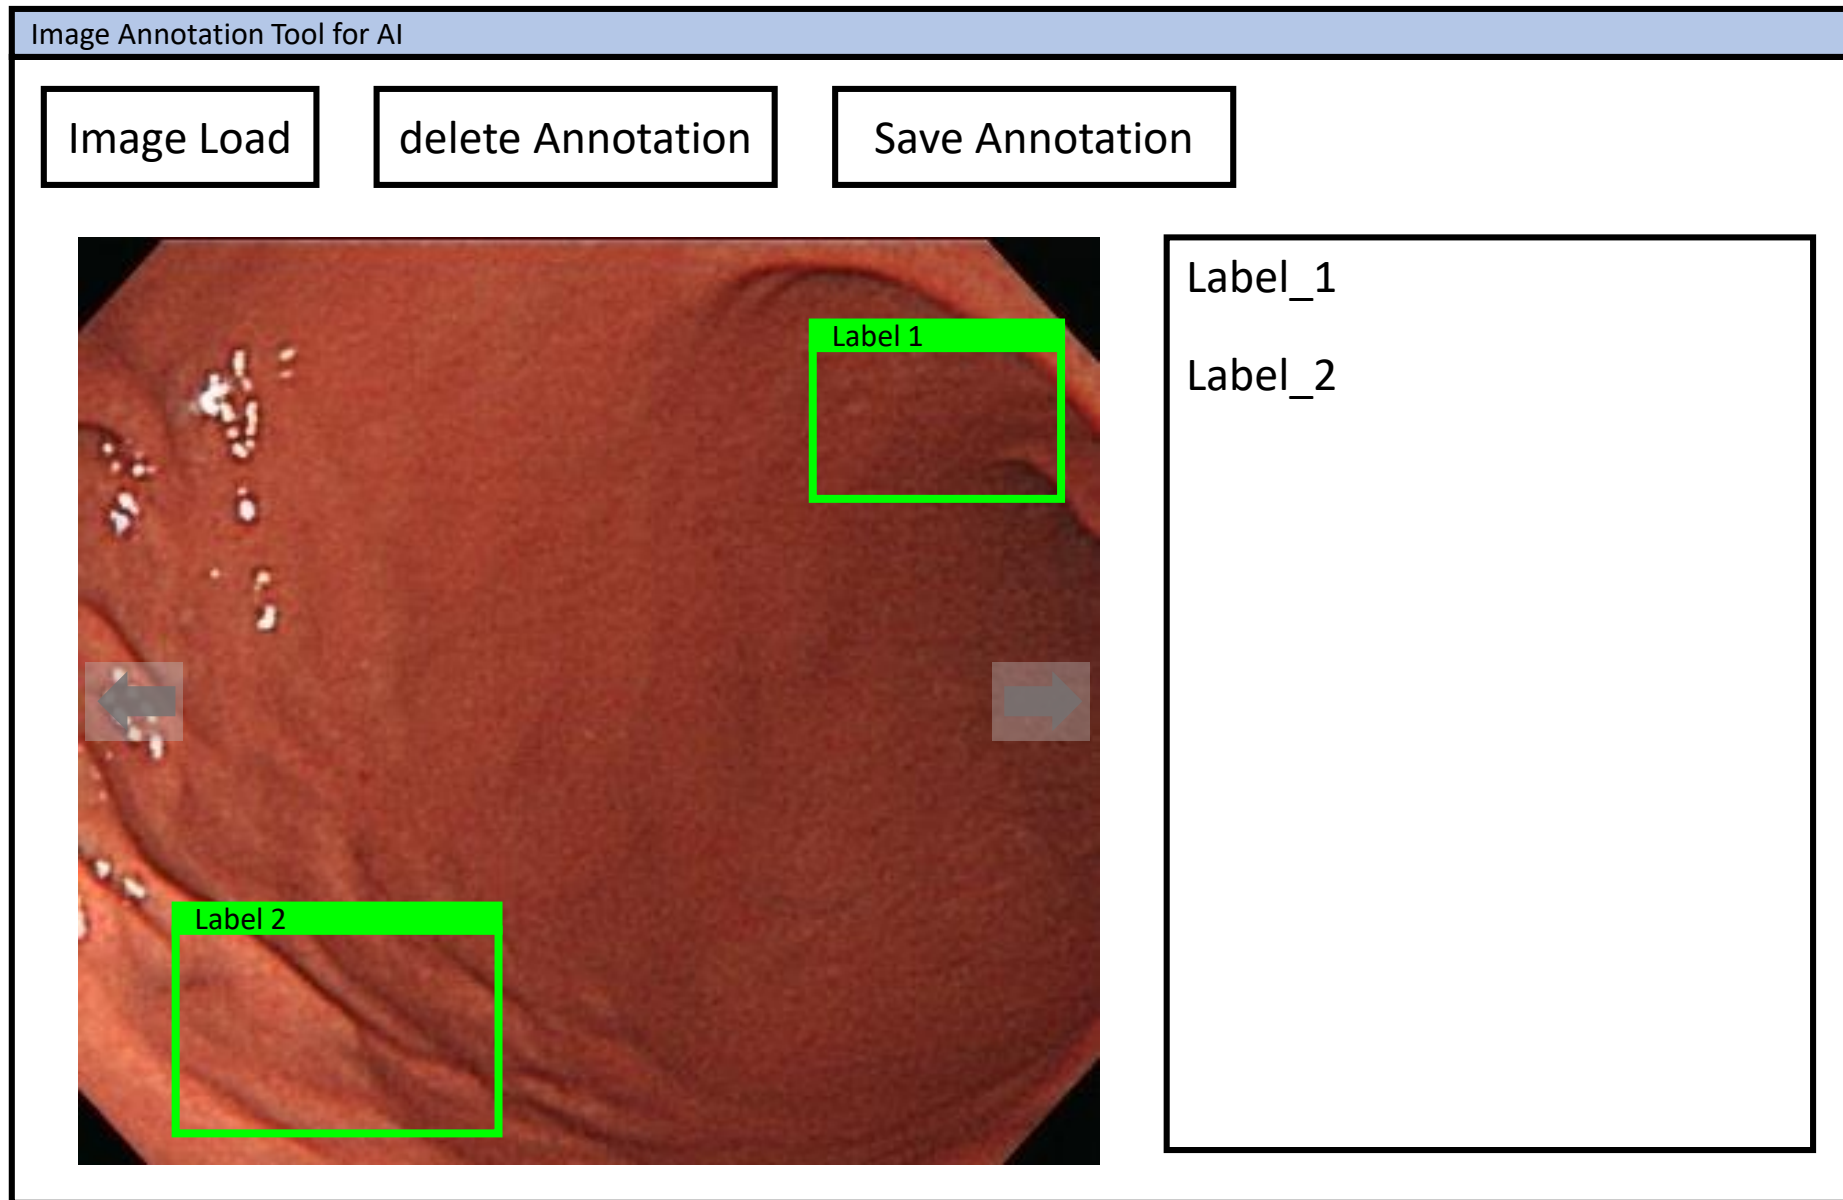 Image Annotation Tool for AI
Image Load
delete Annotation
Save Annotation
Label 1
Label 2
Label_1
Label_2